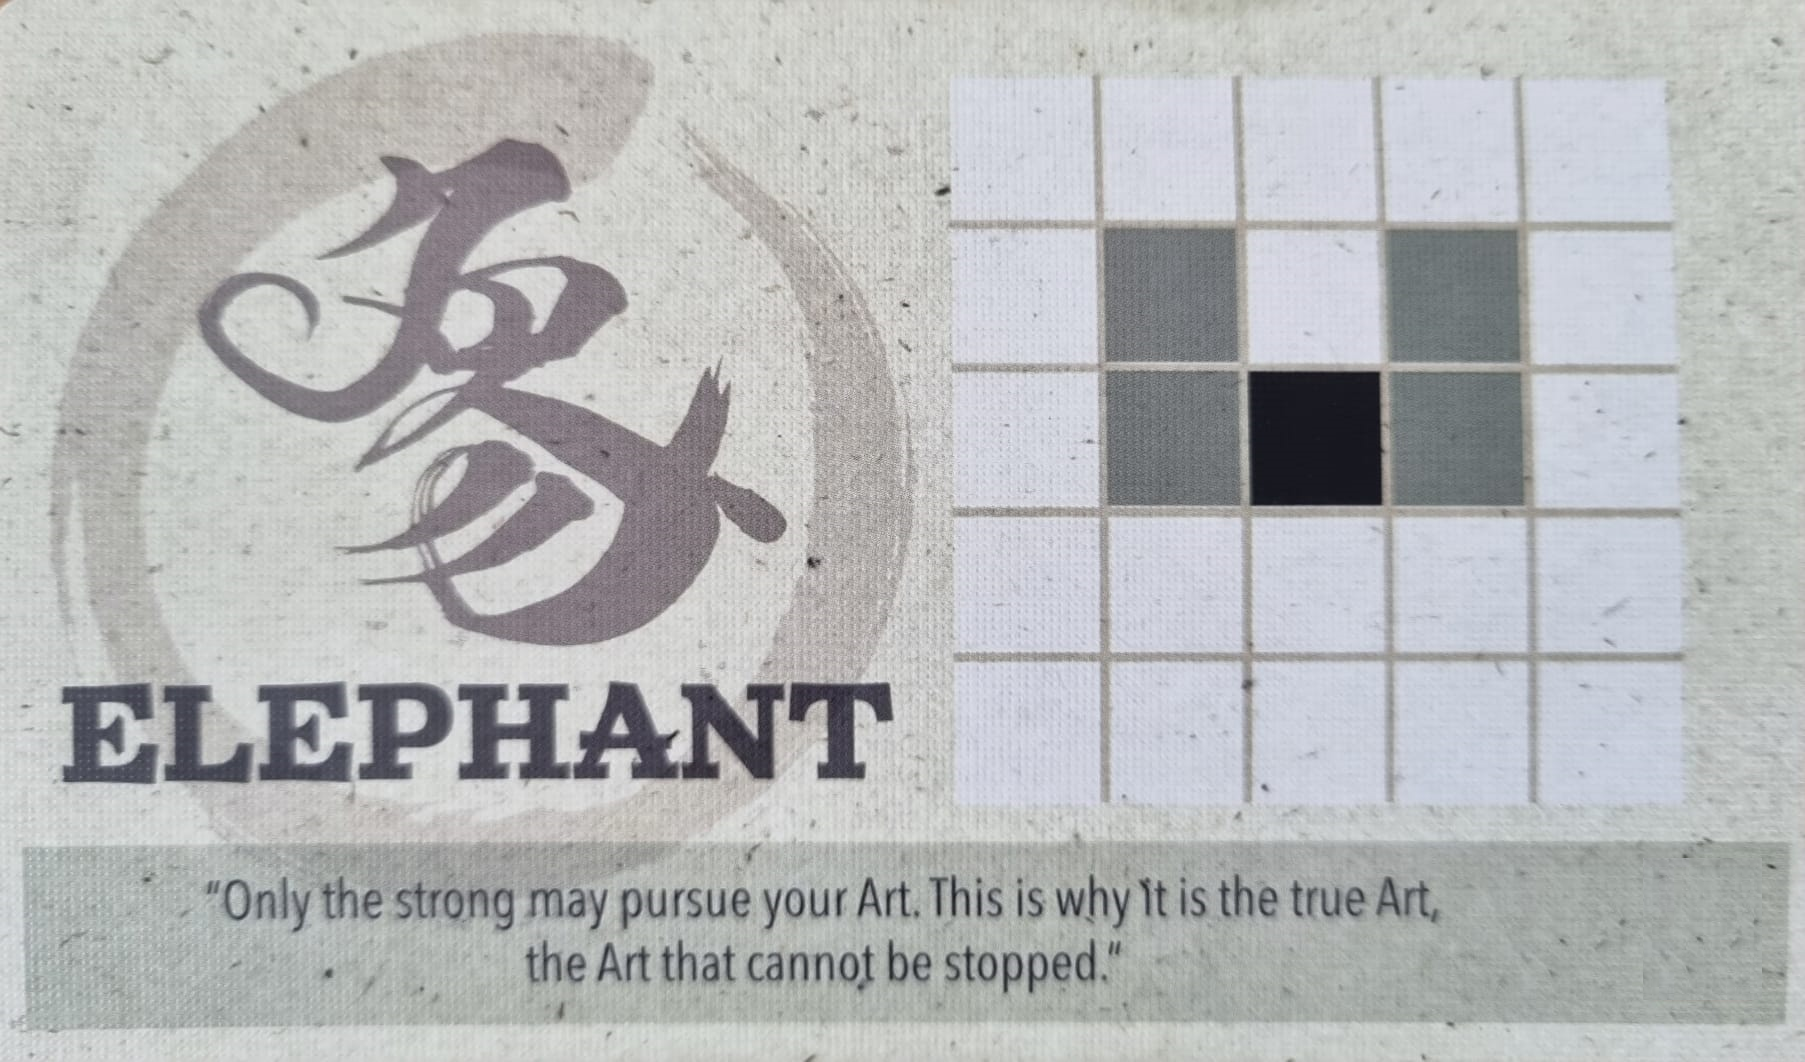 象
ELEPHANT
“Only the strong may pursue your Art. This is why it is the true Art,
the Art that cannot be stopped.“